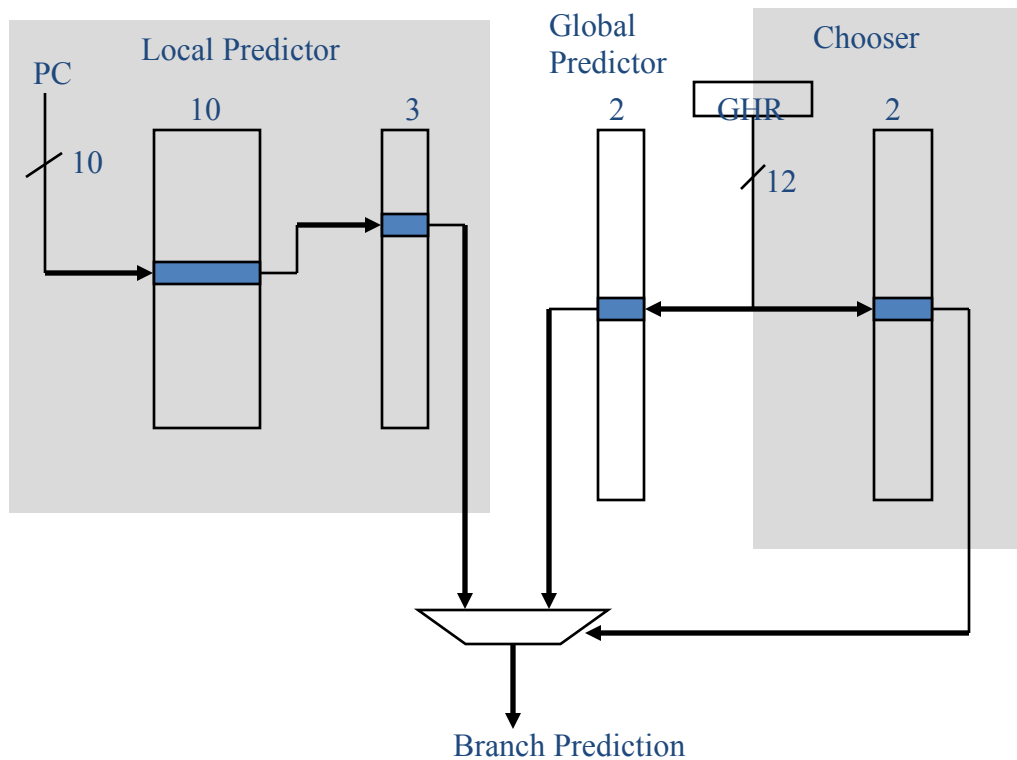 Local Predictor
PC
10
10
3
Global
Predictor
2
GHR
12
Chooser
2
Branch Prediction